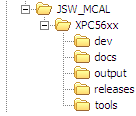 JSW_MCAL
XPC56xx
dev
docs
output
releases
tools